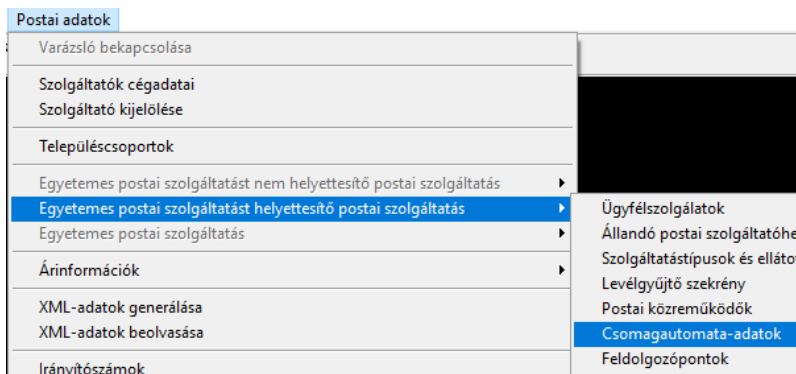 Postai adatok
Varázsló bekapcsolása
Szolgáltatók cégadatai
Szolgáltató kijelölése
Településcsoportok
Egyetemes postai szolgáltatást nem helyettesítő postai szolgáltatás
Egyetemes postai szolgáltatást helyettesítő postai szolgáltatás
Egyetemes postai szolgáltatás
Árinformációk
XML-adatok generálása
XML-adatok beolvasása
Irányítószámok
Ügyfélszolgálatok
Állandó postai
Szolgáltatástípusok és
Levélgyűjtő szekrény
Postai közreműködők
Csomagautomata-adatok
Feldolgozópontok